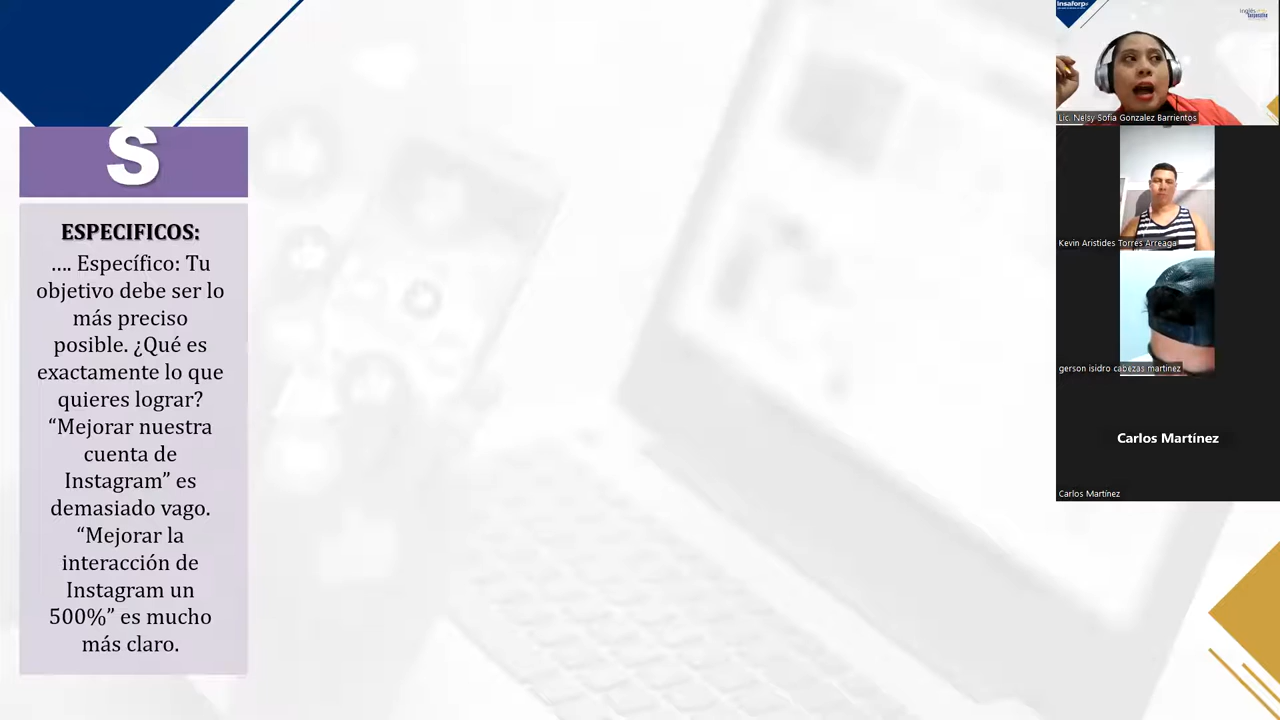 S
ESPECIFICOS:
.... Específico: Tu
objetivo debe ser lo
más preciso
posible. ¿Qué es
exactamente lo que
quieres lograr?
“Mejorar nuestra
cuenta de
Instagram” es
demasiado vago.
“Mejorar la
interacción de
Instagram un
500%” es mucho
más claro.
Insaforp
Inglés
Lic. Nelsy Sofia Gonzalez Barrientos
Kevin Aristides Torres Arreaga
gerson isidro cabezas martinez
Carlos Martínez
Carlos Martínez